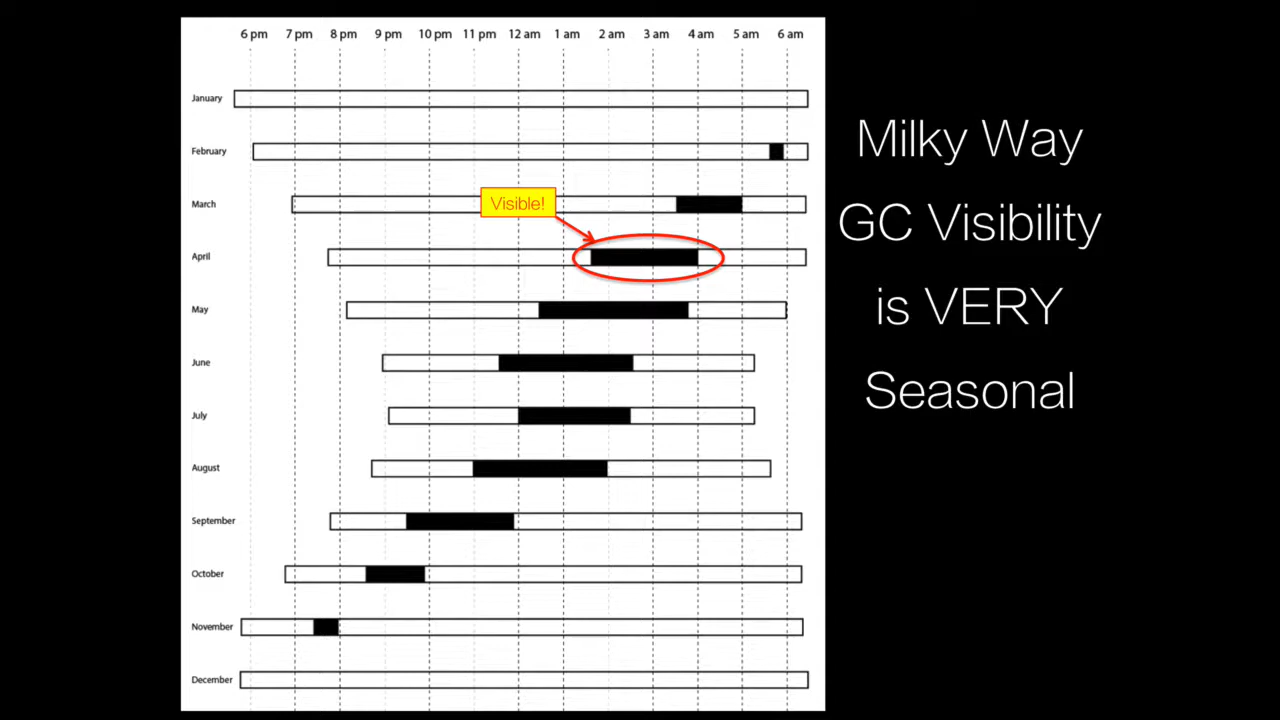 6 pm 7 pm 8 pm 9 pm 10 pm 11 pm 12 am 1 am 2 am 3 am 4 am 5 am 6 am
January
February
March
Visible!
April
May
June
July
August
September
October
November
December
Milky Way
GC Visibility
is VERY
Seasonal